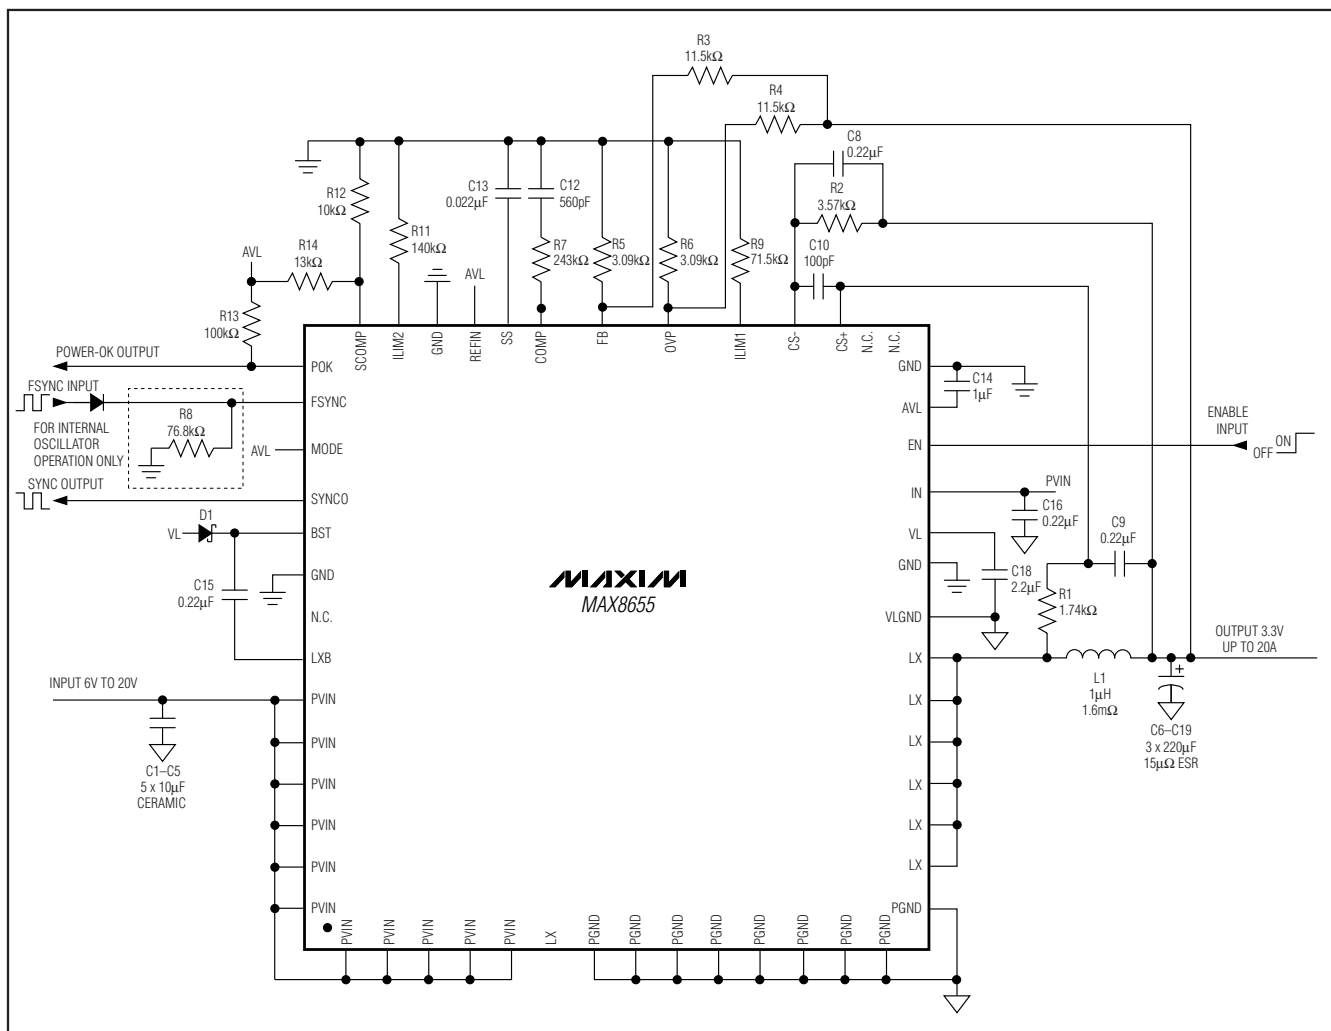 R3
11.5kΩ
R4
11.5kΩ
C8
0.22µF
R2
3.57kΩ
C10
100pF
R12
10kΩ
C13
0.022µF
C12
560pF
R11
140kΩ
R7
243kΩ
R5
3.09kΩ
R6
3.09kΩ
R9
71.5kΩ
AVL
R14
13kΩ
AVL
R13
100kΩ
SCOMP
ILIM2
GND
REFIN
SS
COMP
FB
OVP
ILIM1
CS-
CS+
N.C.
N.C.
POWER-OK OUTPUT
POK
FSYNC INPUT
FSYNC
R8
76.8kΩ
FOR INTERNAL
OSCILLATOR
OPERATION ONLY
AVL
MODE
SYNC OUTPUT
SYNCO
VL
D1
BST
GND
C15
0.22µF
N.C.
LXB
INPUT 6V TO 20V
PVIN
PVIN
PVIN
PVIN
PVIN
PVIN
C1–C5
5 x 10µF
CERAMIC
MAXIM
MAX8655
GND
C14
1µF
AVL
ENABLE
INPUT
EN
OFF
ON
IN
PVIN
C16
0.22µF
C9
0.22µF
VL
GND
C18
2.2µF
R1
1.74kΩ
VLGND
OUTPUT 3.3V
UP TO 20A
LX
LX
LX
LX
LX
LX
L1
1µH
1.6mΩ
+
C6–C19
3 x 220µF
15µΩ ESR
PGND
PVIN
PVIN
PVIN
PVIN
PVIN
LX
PGND
PGND
PGND
PGND
PGND
PGND
PGND
PGND